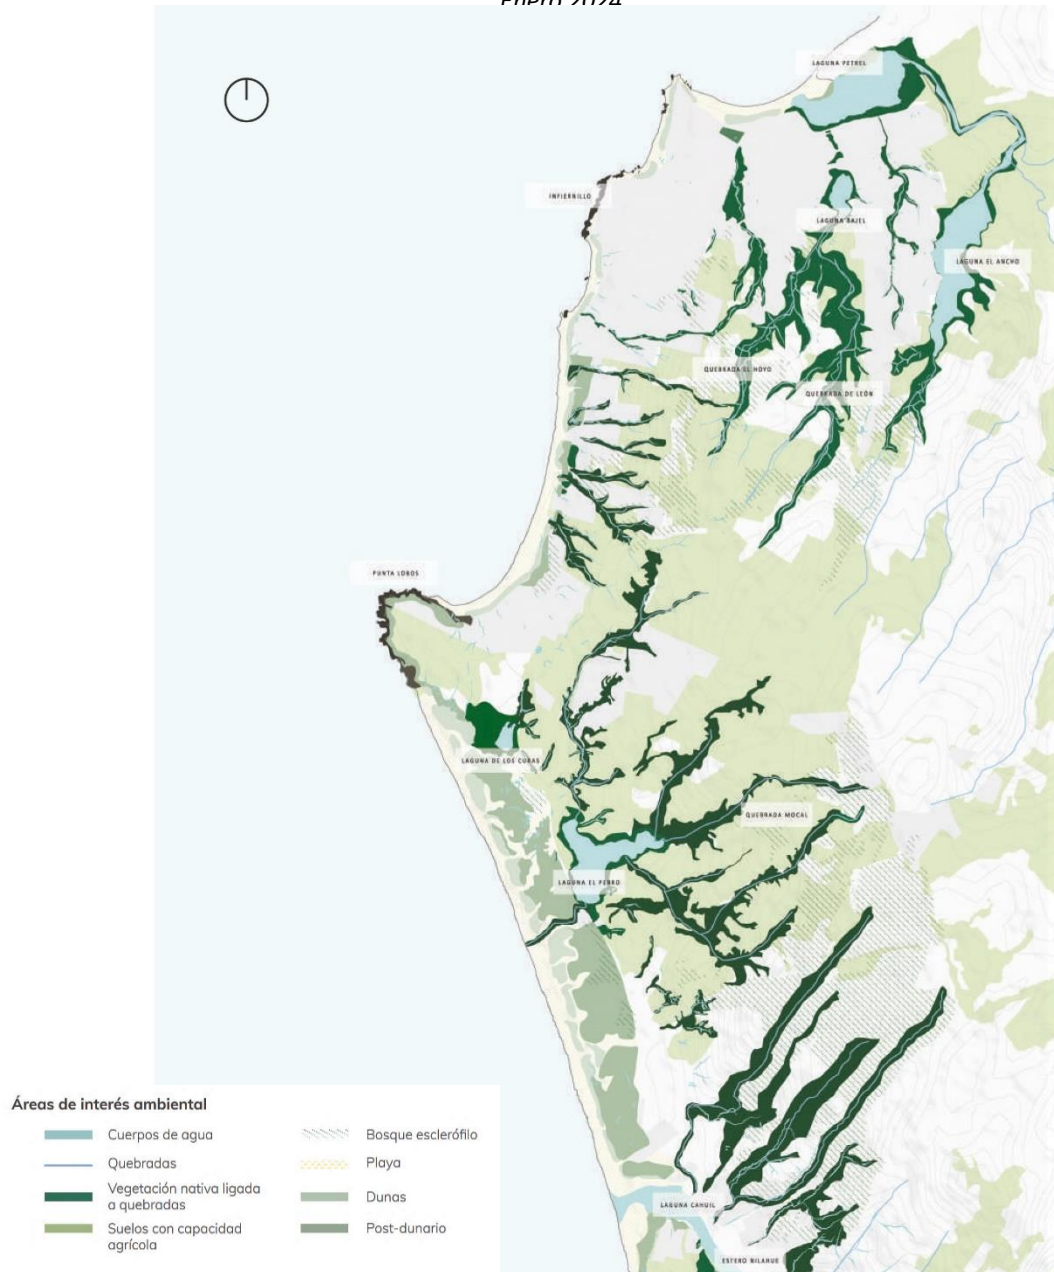 Enero 2024
LAGUNA PETREL
INFIERNILLO
LAGUNA BAJEL
LAGUNA EL ANCHO
QUEBRADA EL HOYO
QUEBRADA DE LEÓN
PUNTA LOBOS
LAGUNA DE LOS CURAS
QUEBRADA MOCAL
LAGUNA EL PERRO
LAGUNA CAHUIL
ESTERO NILAHUE
Áreas de interés ambiental
Cuerpos de agua
Quebradas
Vegetación nativa ligada
a quebradas
Suelos con capacidad
agrícola
Bosque esclerófilo
Playa
Dunas
Post-dunario